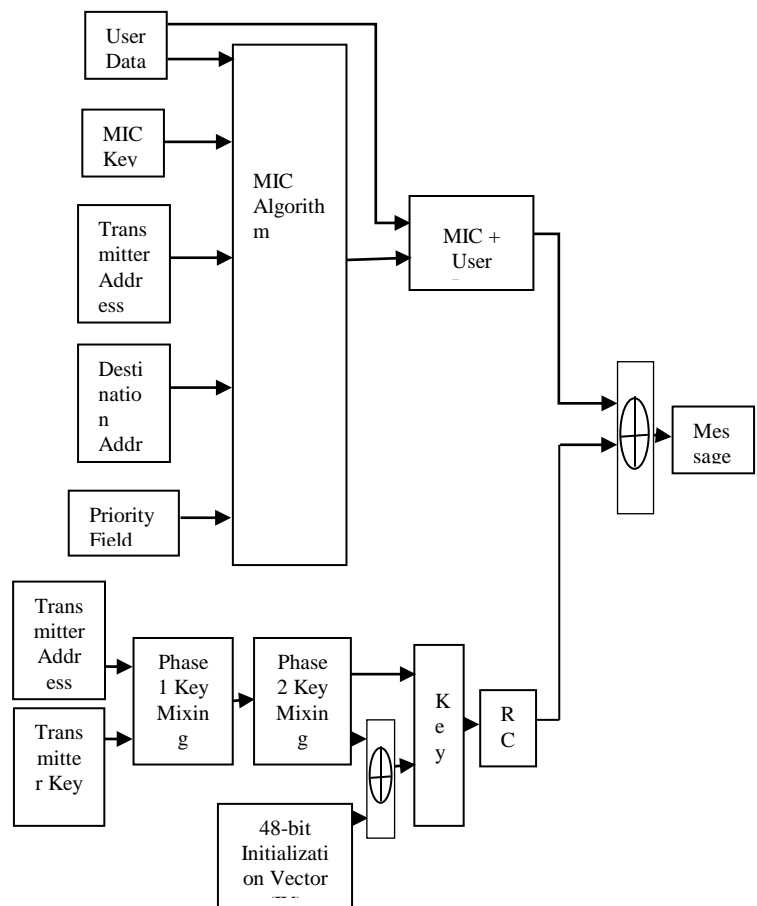 User
Data
MIC
Key
MIC
Algorith
m
Trans
mitter
Addr
ess
MIC +
User
Desti
natio
n
Addr
Mes
sage
Priority
Field
Trans
mitter
Addr
ess
Phase
1 Key
Mixin
g
Phase
2 Key
Mixin
g
K
e
y
R
C
Trans
mitte
r Key
48-bit
Initializati
on Vector